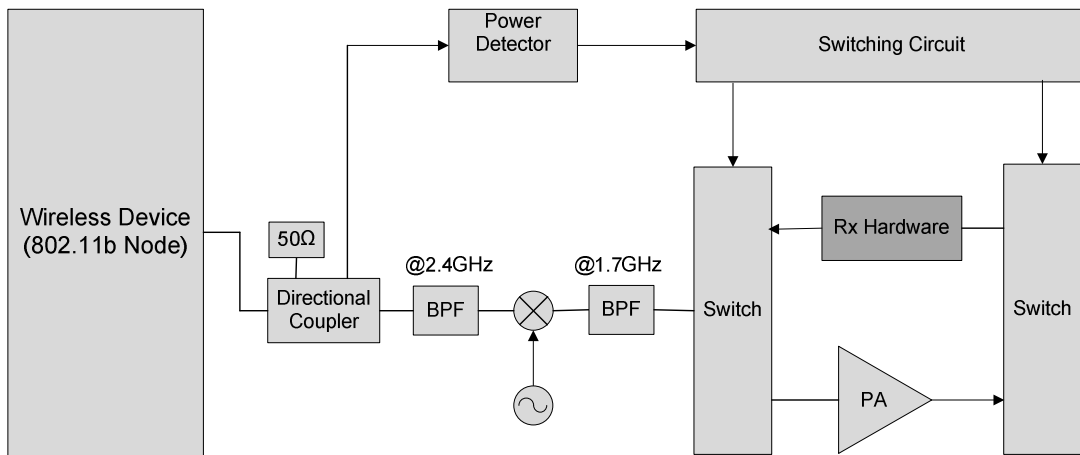 Power
Detector
Switching Circuit
Wireless Device
(802.11b Node)
50Ω
Directional
Coupler
@2.4GHz
BPF
@1.7GHz
BPF
Switch
Rx Hardware
PA
Switch